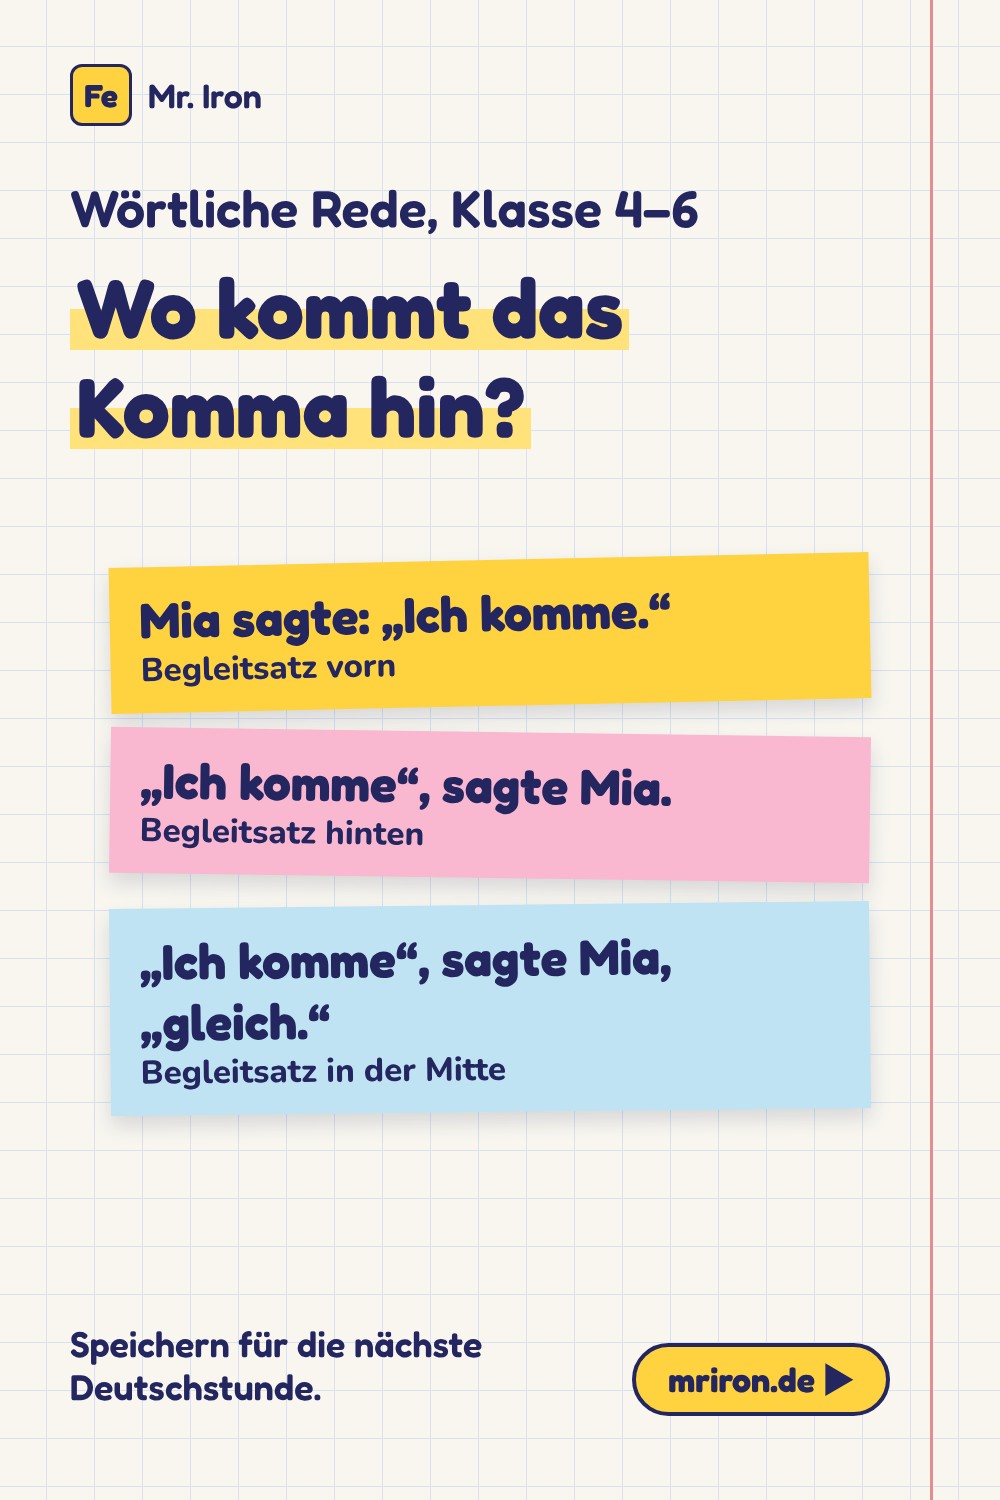 Fe Mr. Iron
Wörtliche Rede, Klasse 4–6
Wo kommt das
Komma hin?
Mia sagte: „Ich komme.“
Begleitsatz vorn
„Ich komme“, sagte Mia.
Begleitsatz hinten
„Ich komme“, sagte Mia,
„gleich.“
Begleitsatz in der Mitte
Speichern für die nächste
Deutschstunde.
mriron.de ▶